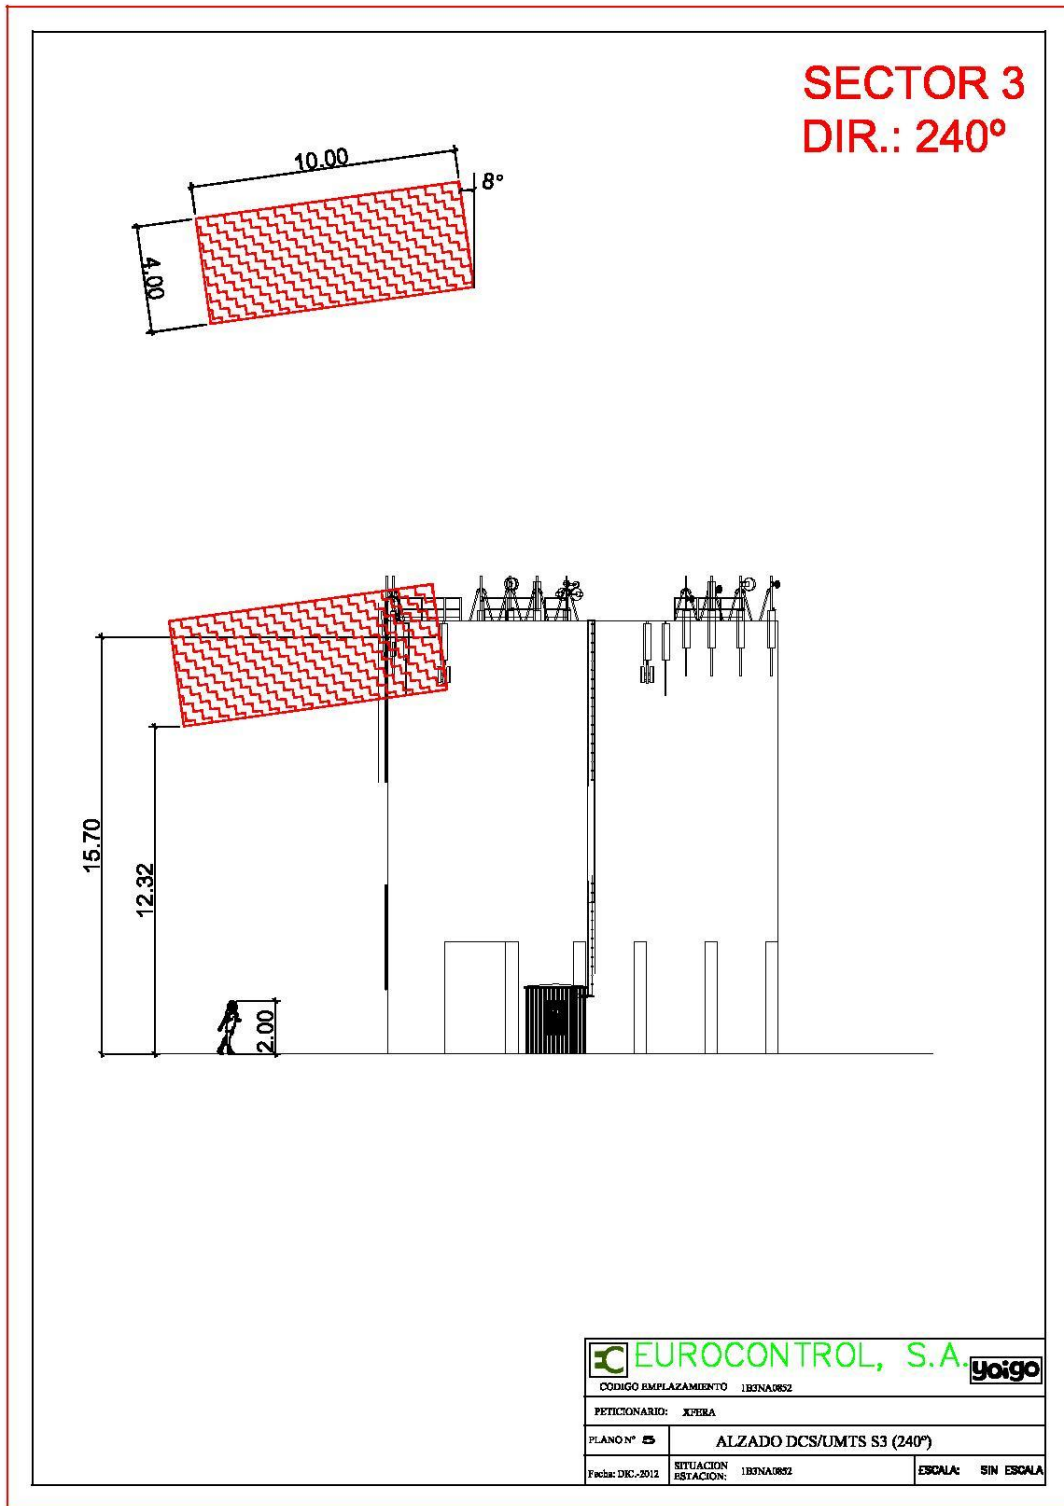 SECTOR 3
DIR.: 240º
10.00
8°
4.00
15.70
12.32
2.00
EUROCONTROL, S.A.
yoigo
CODIGO EMPLAZAMIENTO 1B3NA0852
PETICIONARIO: XFERA
PLANO Nº 5
ALZADO DCS/UMTS S3 (240º)
Fecha: DIC.-2012
SITUACION
ESTACION: 1B3NA0852
ESCALA: SIN ESCALA